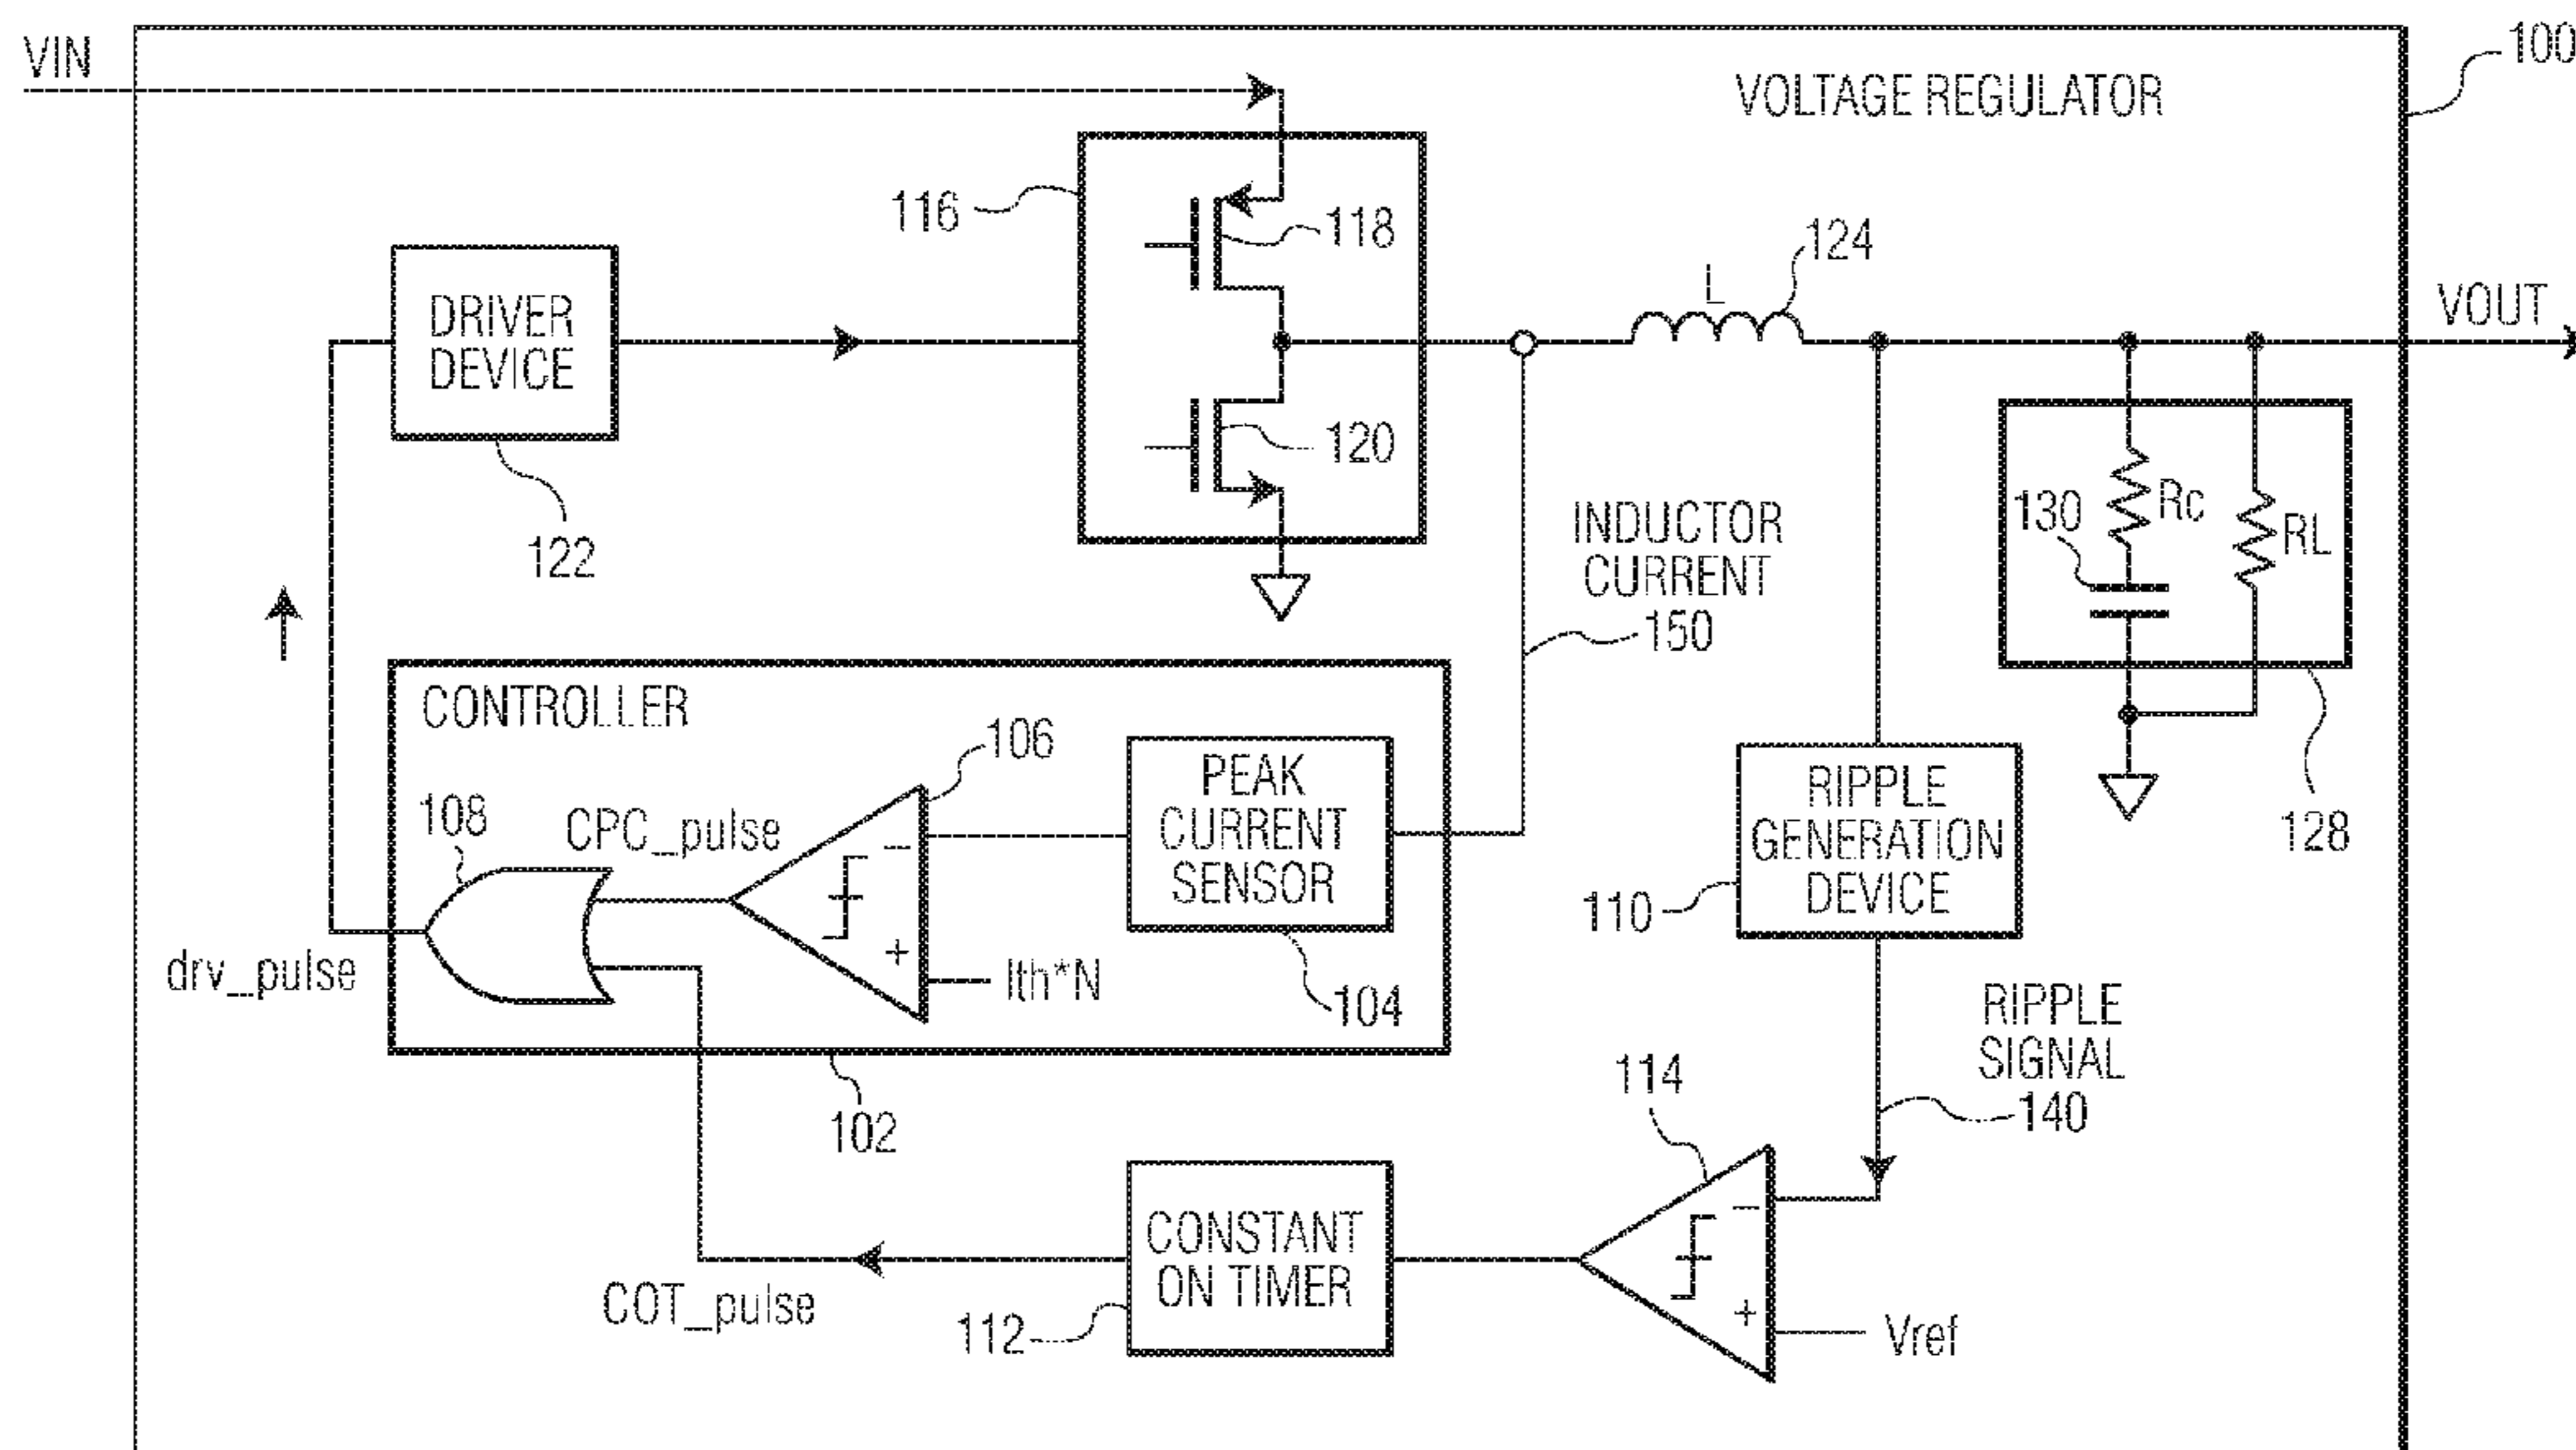 VIN
VOLTAGE REGULATOR
100
116
118
120
DRIVER
DEVICE
122
L
124
VOUT
INDUCTOR
CURRENT
150
130
Rc
RL
128
CONTROLLER
106
108
CPC_pulse
−
+
Ith*N
PEAK
CURRENT
SENSOR
104
drv_pulse
102
RIPPLE
GENERATION
DEVICE
110
RIPPLE
SIGNAL
140
114
−
+
Vref
CONSTANT
ON TIMER
112
COT_pulse